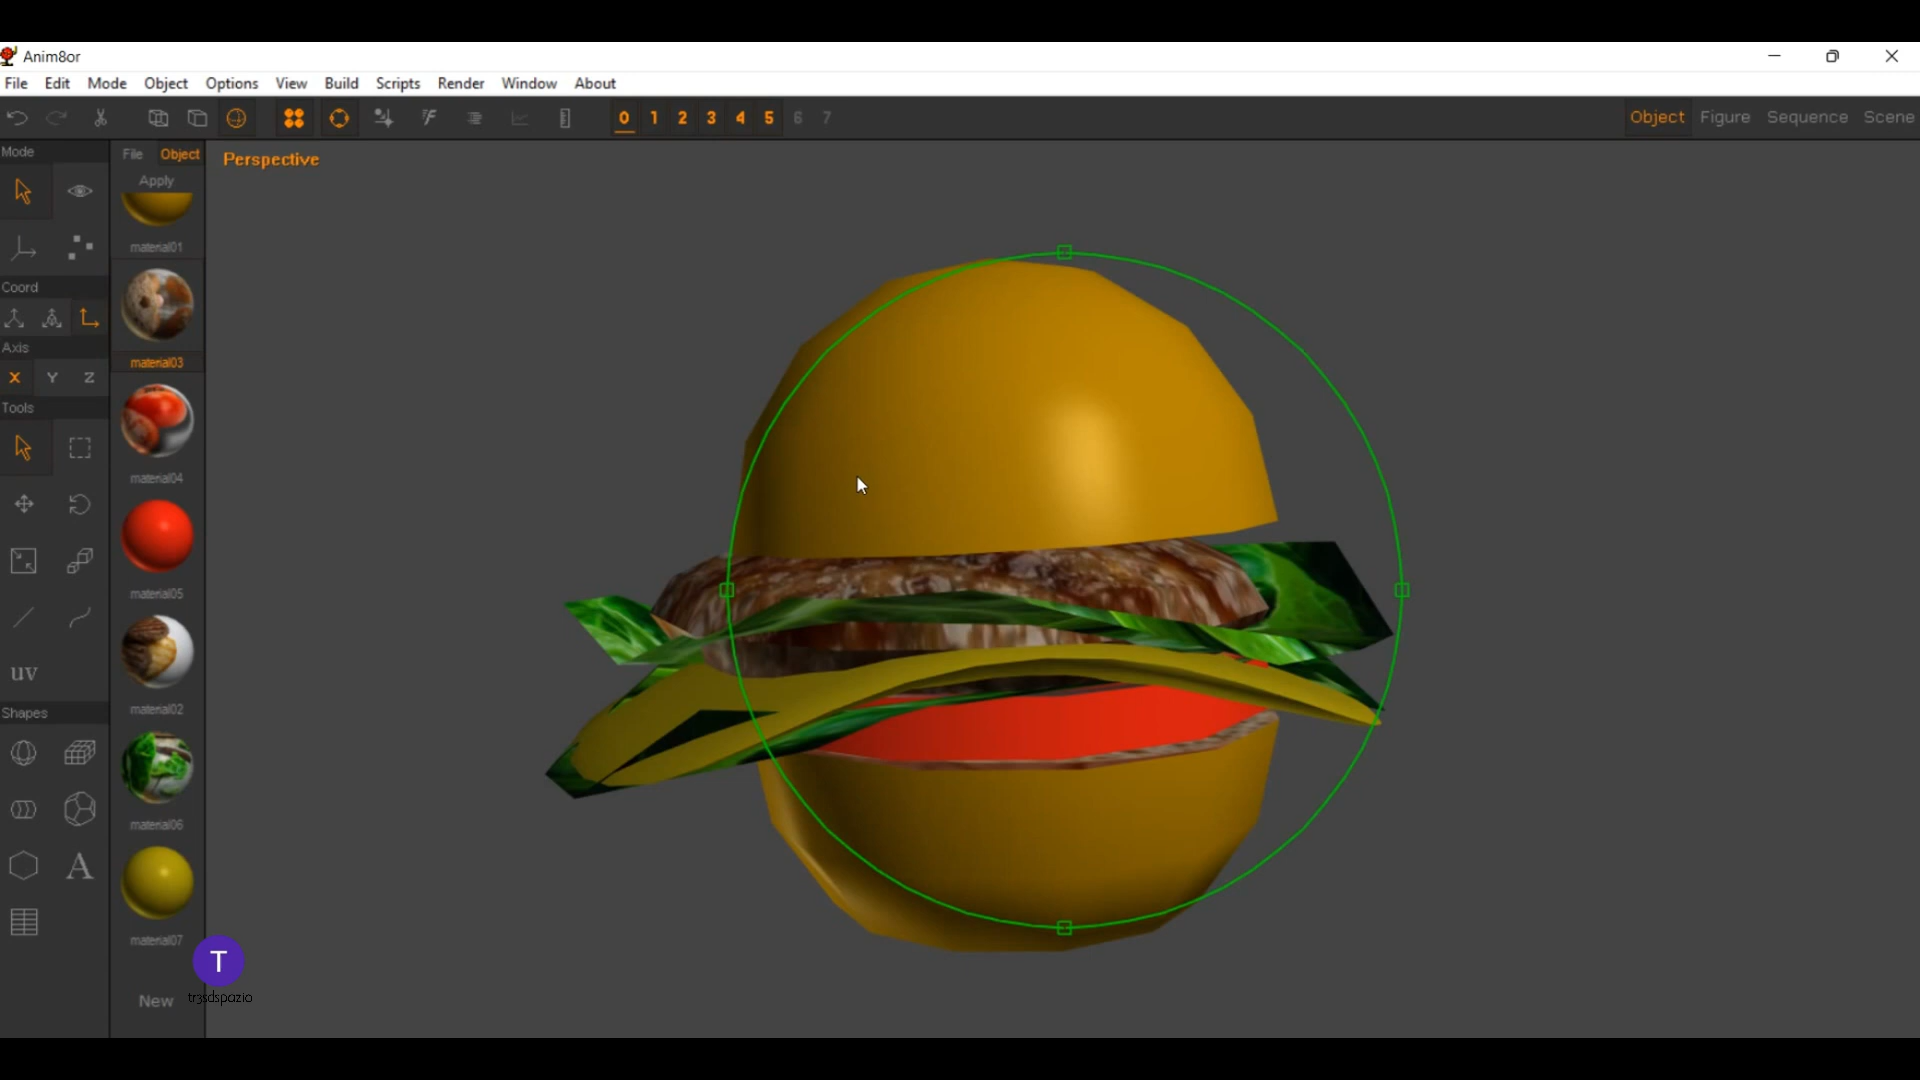 Anim8or
File Edit Mode Object Options View Build Scripts Render Window About
0 1 2 3 4 5 6 7
Object Figure Sequence Scene
Mode
File Object
Apply
Perspective
material01
Coord
Axis
material03
X Y Z
Tools
material04
material05
UV
material02
Shapes
material06
A
material07
T
New
tr3sdspazio